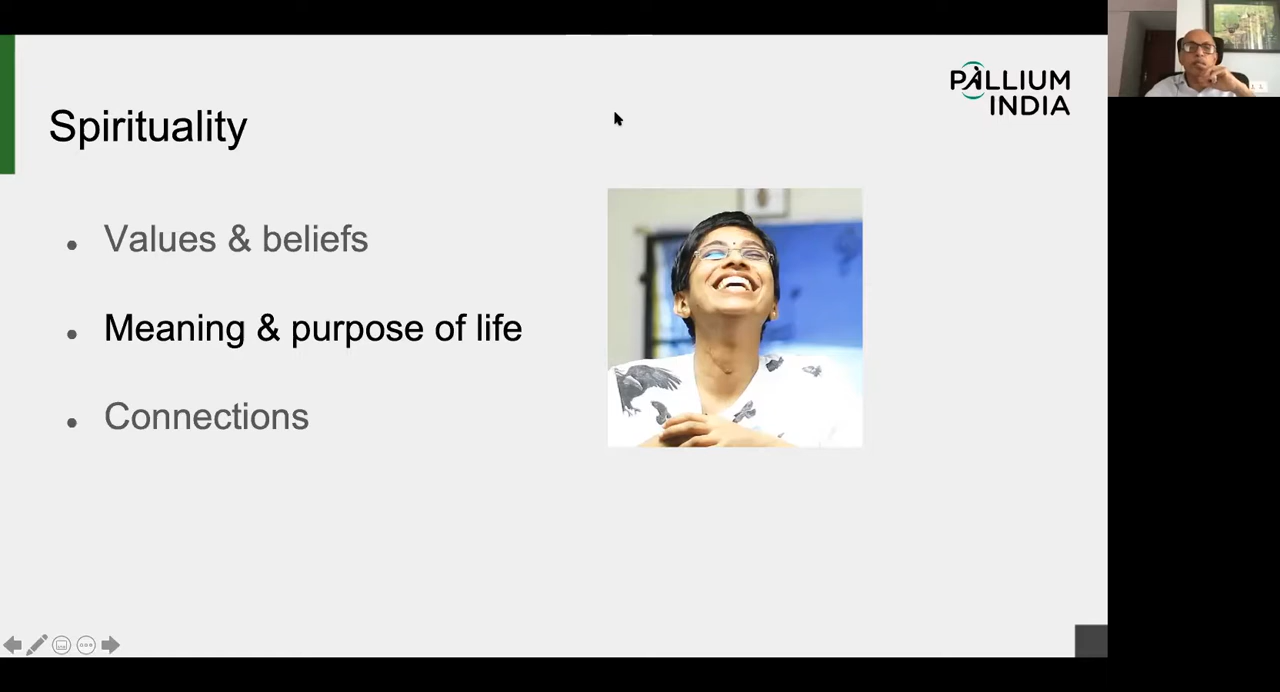 PALLIUM
INDIA
Spirituality
Values & beliefs
Meaning & purpose of life
Connections